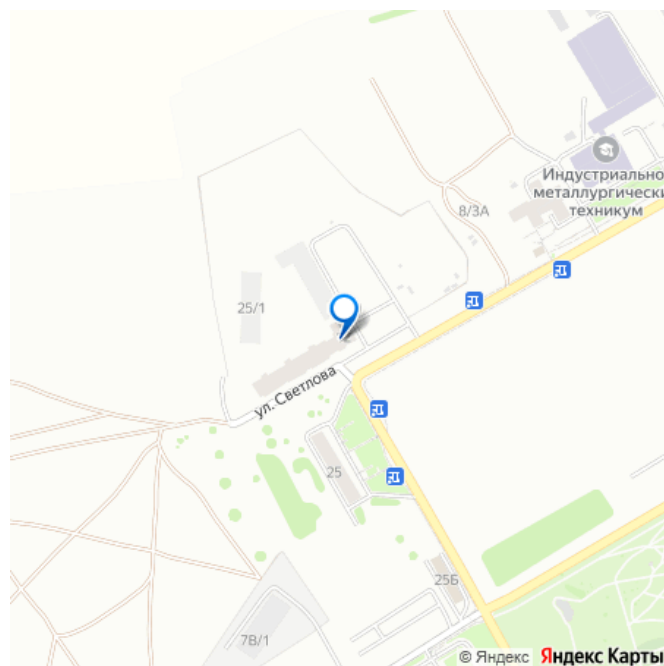 Индустриально
металлургически
техникум
8/3А
25/1
ул. Светлова
25
25Б
7В/1
© Яндекс Яндекс Карты